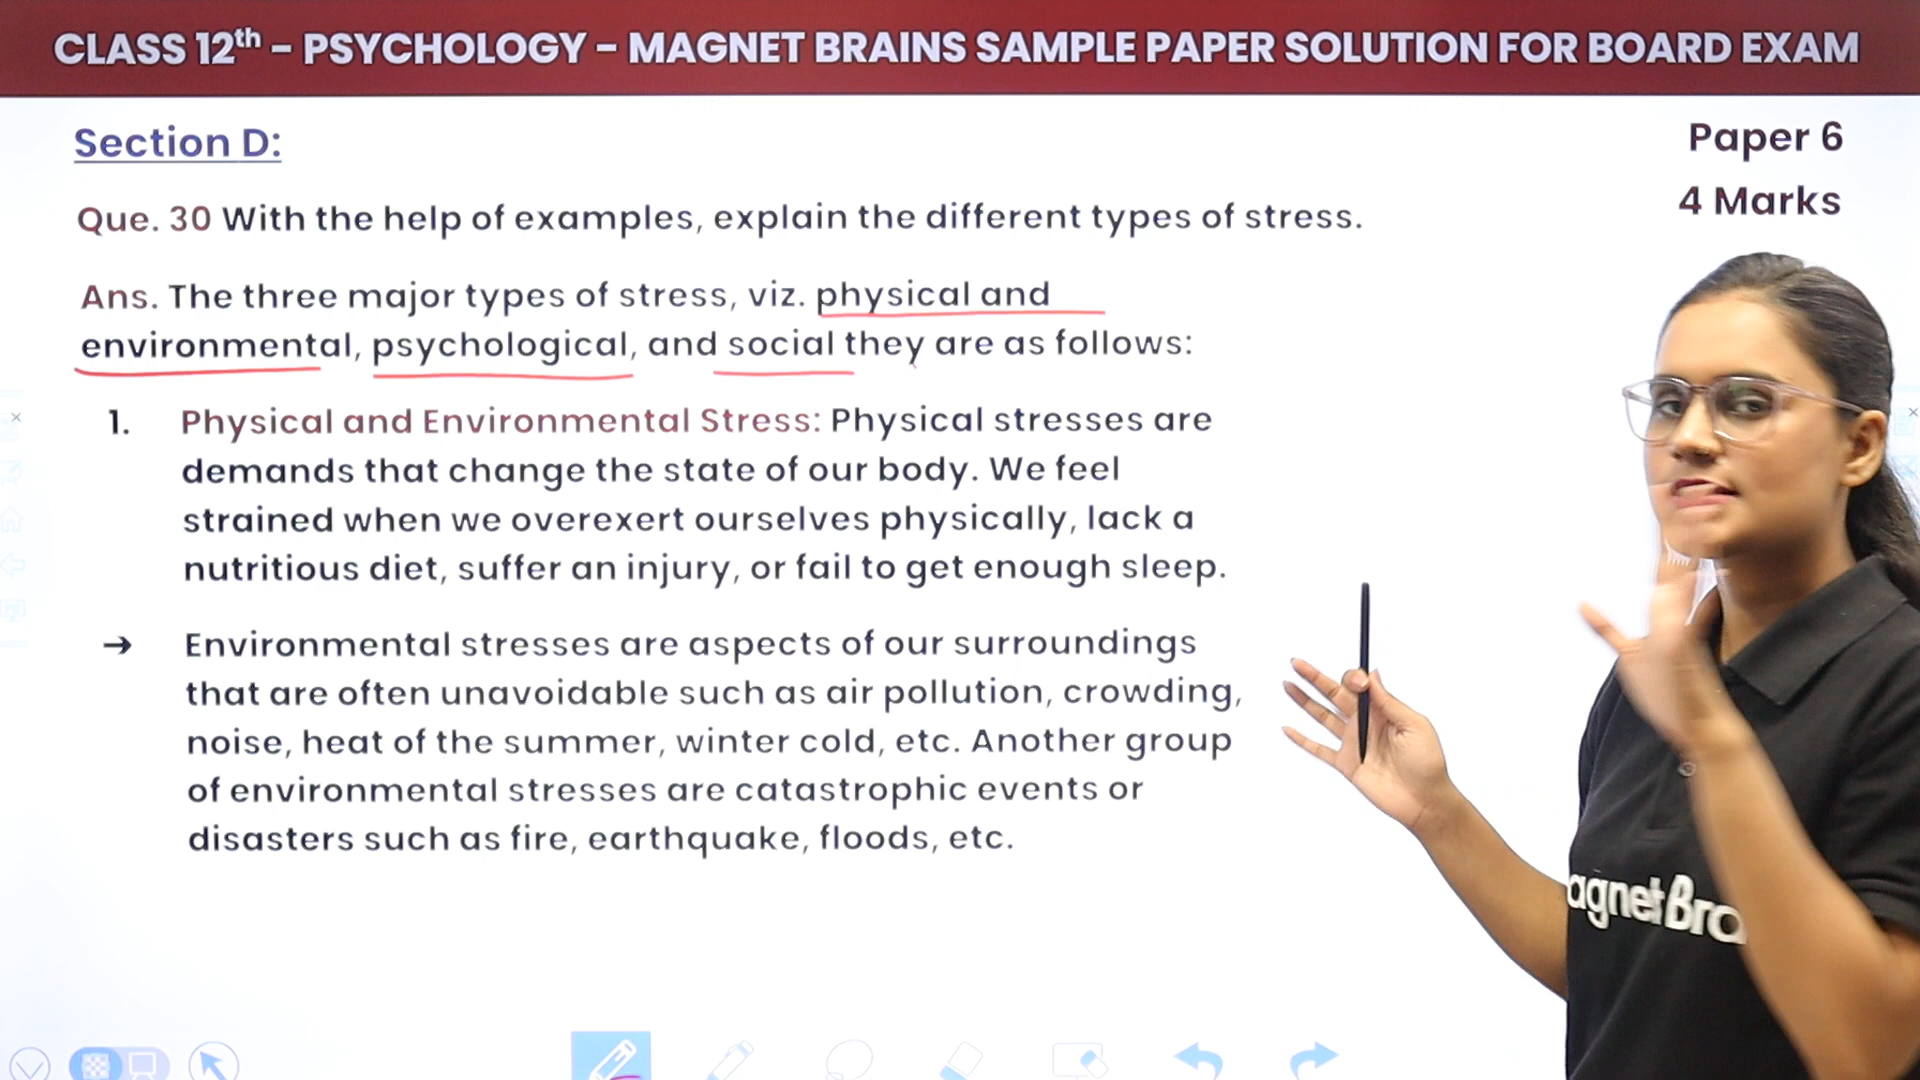 CLASS 12th – PSYCHOLOGY – MAGNET BRAINS SAMPLE PAPER SOLUTION FOR BOARD EXAM
Section D:
Paper 6
4 Marks
Que. 30 With the help of examples, explain the different types of stress.
Ans. The three major types of stress, viz. physical and
environmental, psychological, and social they are as follows:
1. Physical and Environmental Stress: Physical stresses are
demands that change the state of our body. We feel
strained when we overexert ourselves physically, lack a
nutritious diet, suffer an injury, or fail to get enough sleep.
→ Environmental stresses are aspects of our surroundings
that are often unavoidable such as air pollution, crowding,
noise, heat of the summer, winter cold, etc. Another group
of environmental stresses are catastrophic events or
disasters such as fire, earthquake, floods, etc.
agnet Bra